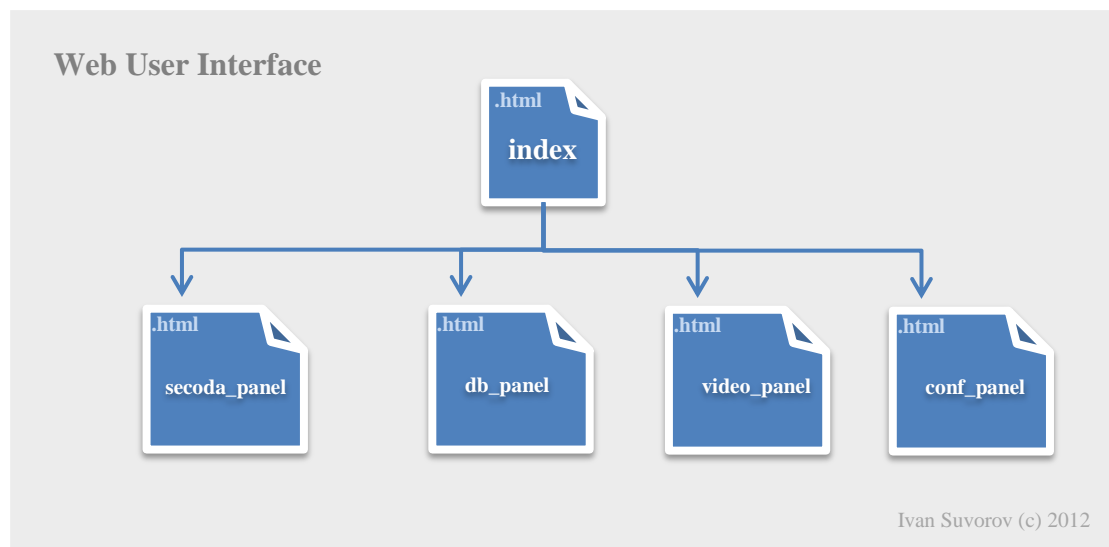 Web User Interface
.html
index
.html
secoda_panel
.html
db_panel
.html
video_panel
.html
conf_panel
Ivan Suvorov (c) 2012